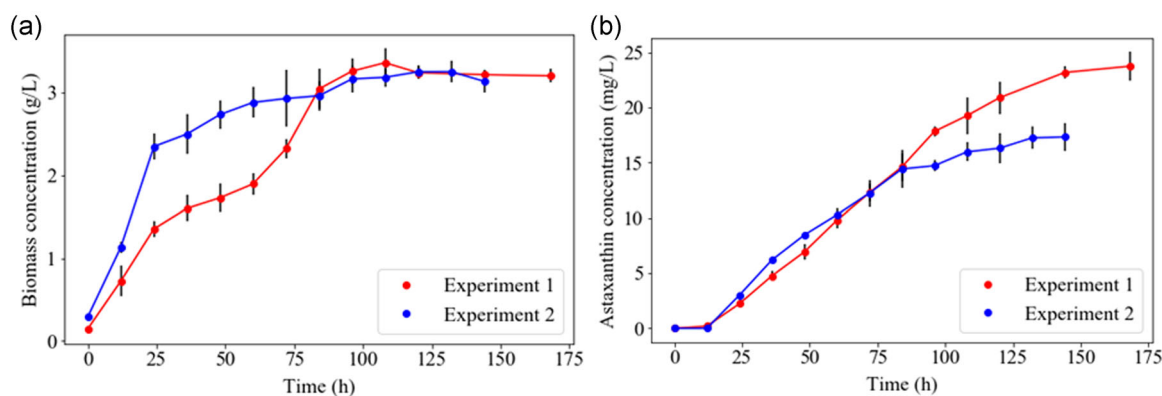 (a)
Biomass concentration (g/L)
3
2
1
0
Experiment 1
Experiment 2
0 25 50 75 100 125 150 175
Time (h)
(b)
Astaxanthin concentration (mg/L)
25
20
15
10
5
0
Experiment 1
Experiment 2
0 25 50 75 100 125 150 175
Time (h)